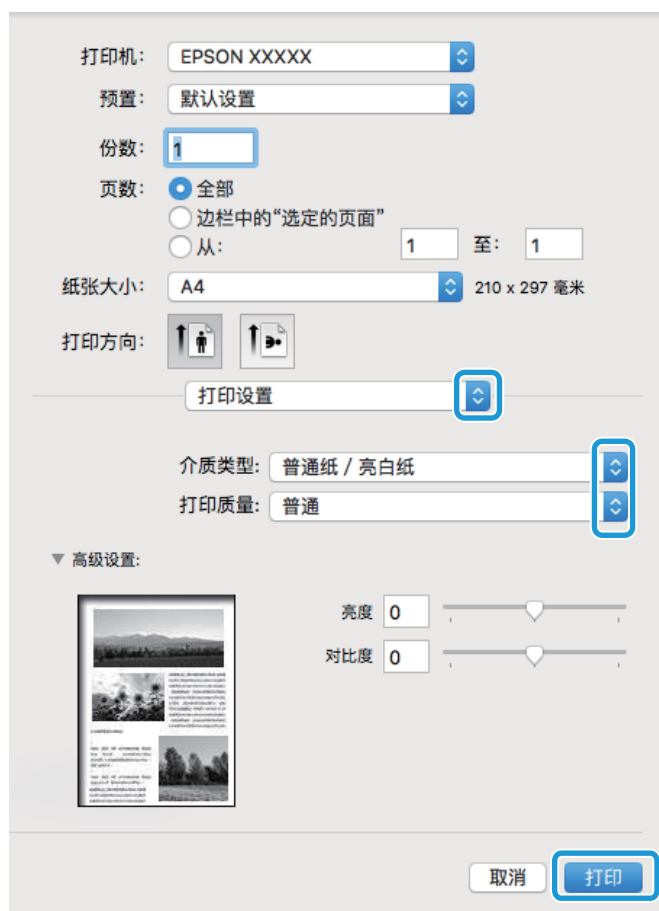 打印机: EPSON XXXXX
预置: 默认设置
份数: 1
页数: 全部
边栏中的“选定的页面”
从: 1 至: 1
纸张大小: A4 210 x 297 毫米
打印方向:
打印设置
介质类型: 普通纸 / 亮白纸
打印质量: 普通
高级设置:
亮度 0
对比度 0
取消 打印